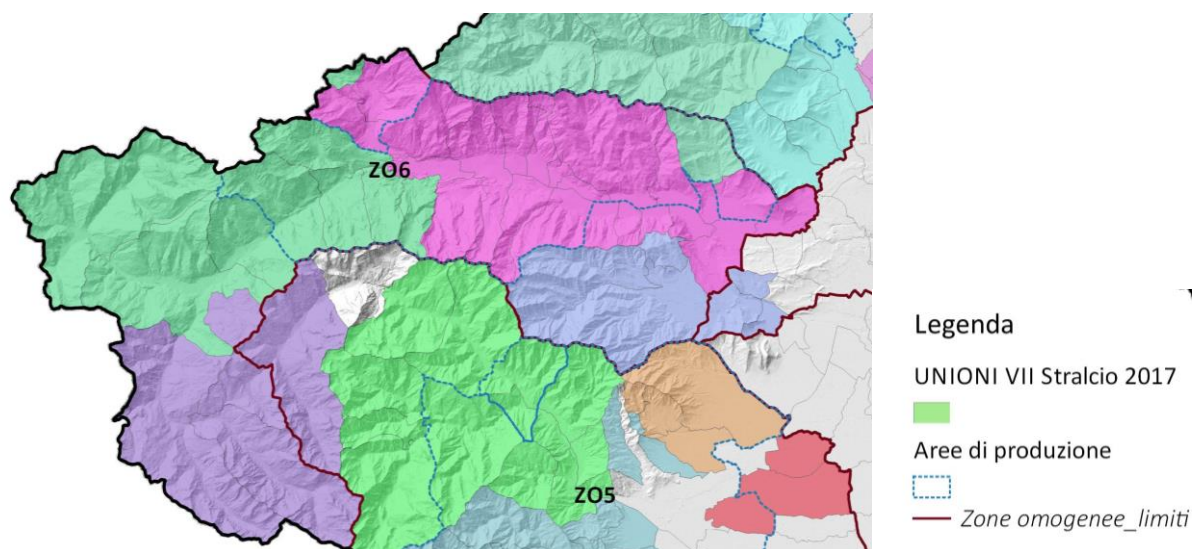 ZO6
ZO5
Legenda
UNIONI VII Stralcio 2017
Aree di produzione
Zone omogenee_limiti